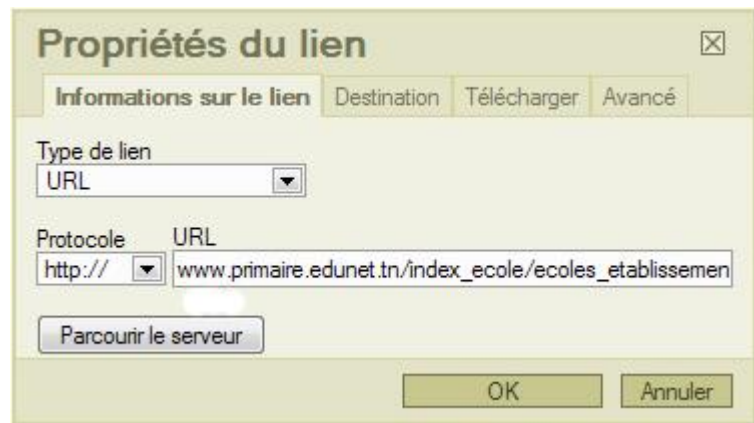 Propriétés du lien
Informations sur le lien Destination Télécharger Avancé
Type de lien
URL
Protocole URL
http:// www.primaire.edunet.tn/index_ecole/ecoles_etablissemen
Parcourir le serveur
OK Annuler